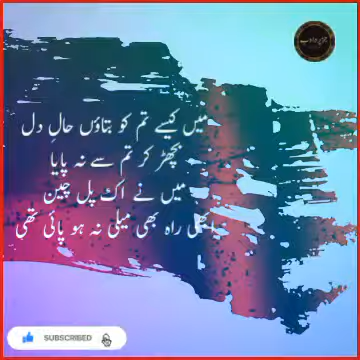 میں کیسے تم کو بتاؤں حالِ دل
بچھڑ کر تم سے نہ پایا
میں نے اک پل چین
ابھی راہ بھی میلی نہ ہو پائی تھی
SUBSCRIBED